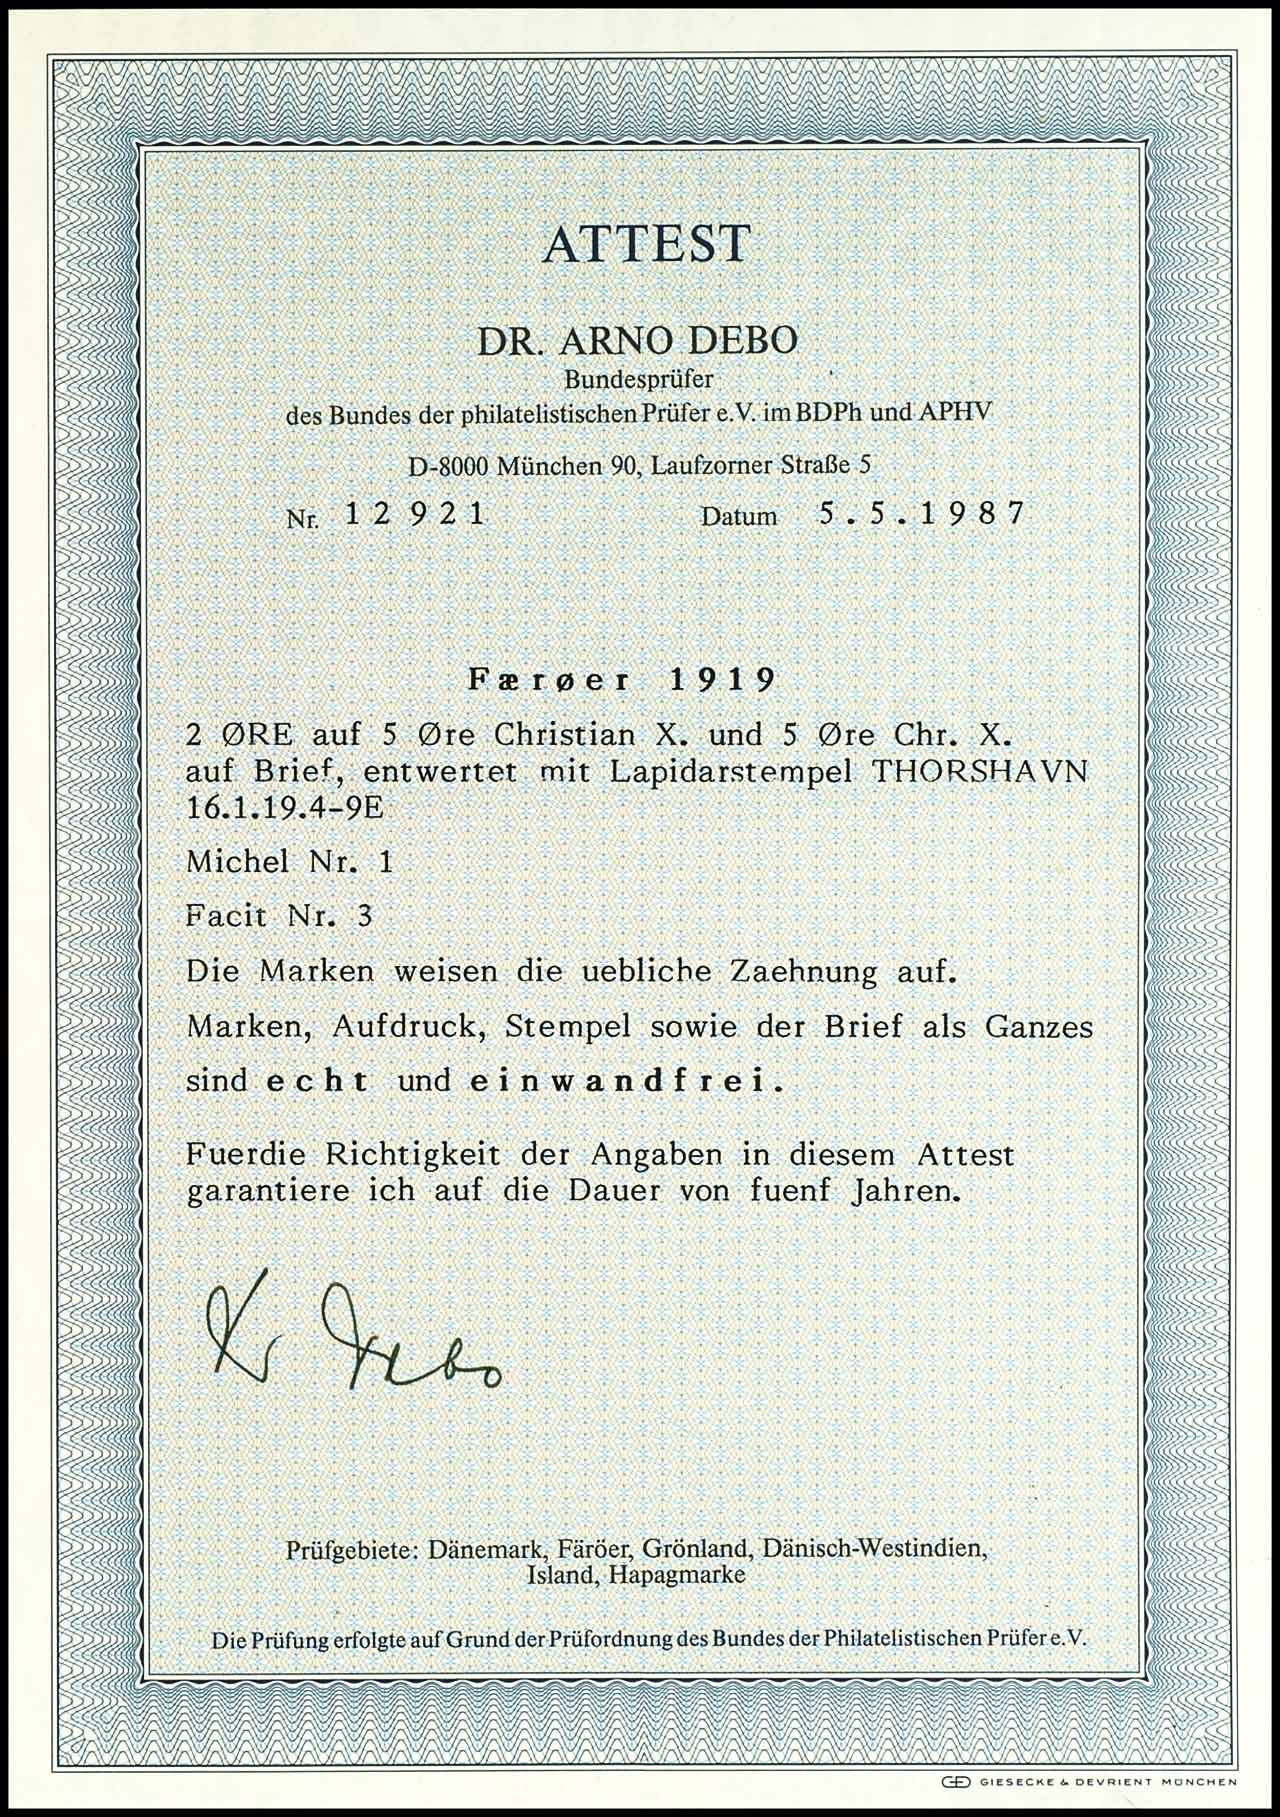 ATTEST
DR. ARNO DEBO
Bundesprüfer
des Bundes der philatelistischen Prüfer e.V. im BDPh und APHV
D-8000 München 90, Laufzorner Straße 5
Nr. 12 921 Datum 5.5.1987
Færøer 1919
2 ØRE auf 5 Øre Christian X. und 5 Øre Chr. X.
auf Brief, entwertet mit Lapidarstempel THORSHAVN
16.1.19.4-9E
Michel Nr. 1
Facit Nr. 3
Die Marken weisen die uebliche Zaehnung auf.
Marken, Aufdruck, Stempel sowie der Brief als Ganzes
sind echt und einwandfrei.
Fuerdie Richtigkeit der Angaben in diesem Attest
garantiere ich auf die Dauer von fuenf Jahren.
Debo
Prüfgebiete: Dänemark, Färöer, Grönland, Dänisch-Westindien,
Island, Hapagmarke
Die Prüfung erfolgte auf Grund der Prüfordnung des Bundes der Philatelistischen Prüfer e.V.
GD GIESECKE & DEVRIENT MÜNCHEN